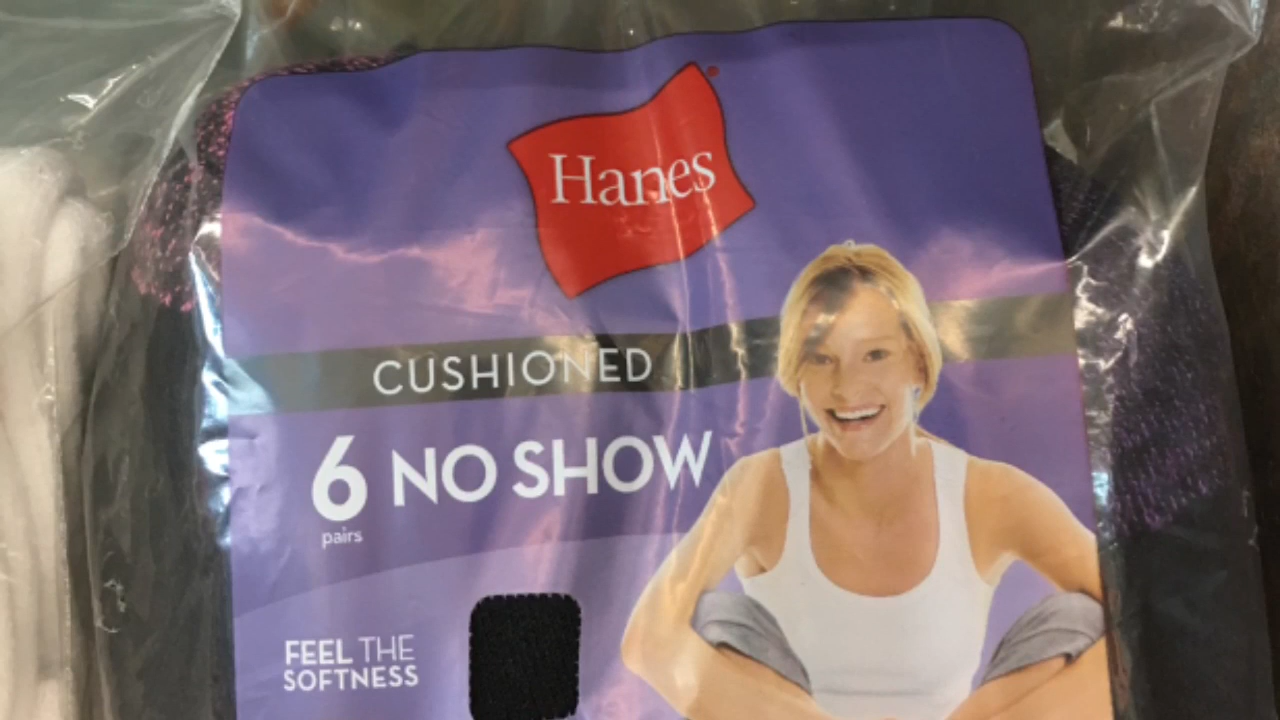 Hanes
CUSHIONED
6 NO SHOW
pairs
FEEL THE
SOFTNESS